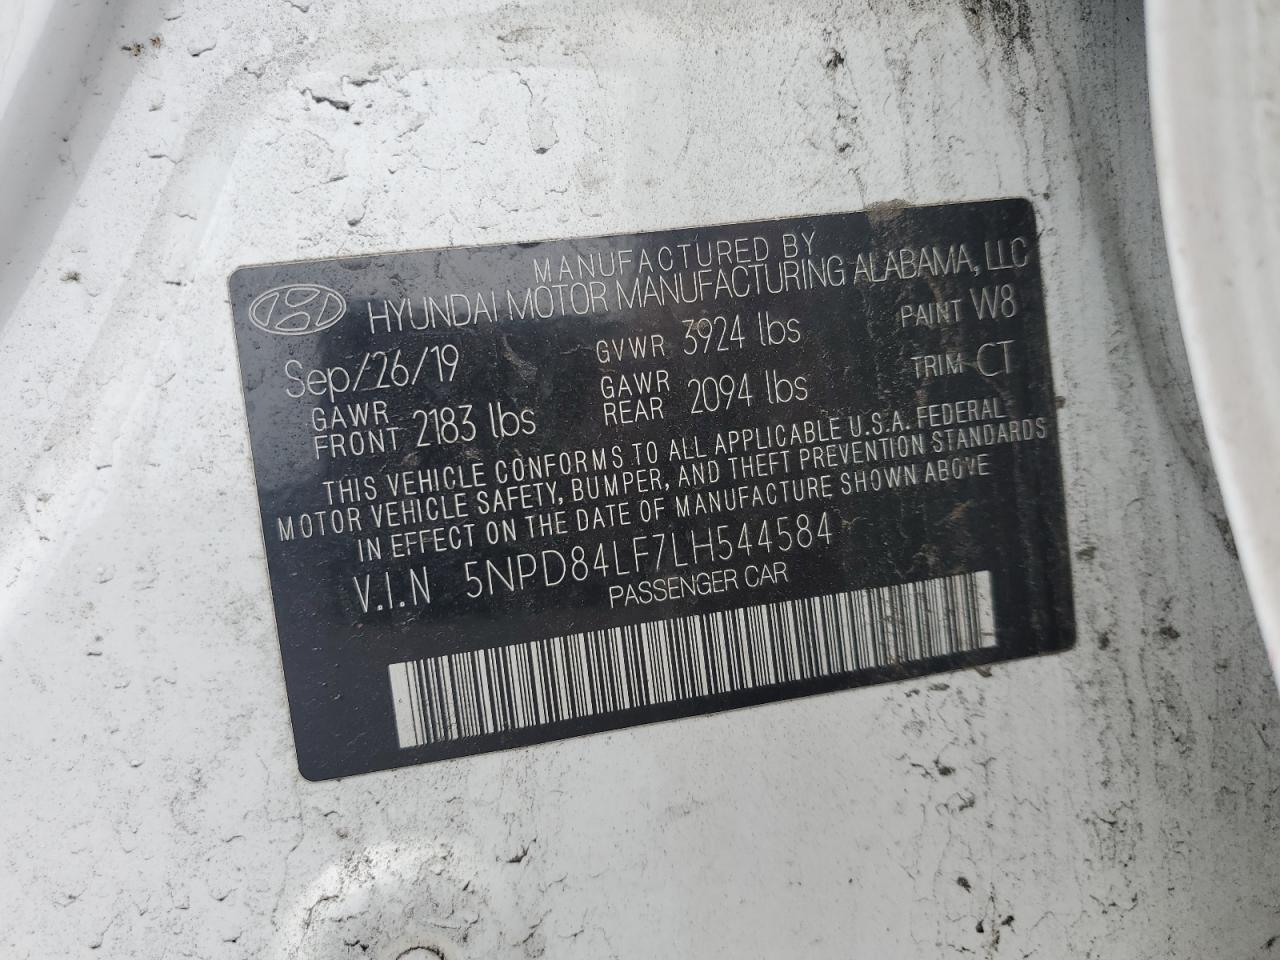 MANUFACTURED BY
HYUNDAI MOTOR MANUFACTURING ALABAMA, LLC
Sep/26/19 GVWR 3924 lbs PAINT W8
GAWR FRONT 2183 lbs GAWR REAR 2094 lbs TRIM CT
THIS VEHICLE CONFORMS TO ALL APPLICABLE U.S.A. FEDERAL
MOTOR VEHICLE SAFETY, BUMPER, AND THEFT PREVENTION STANDARDS
IN EFFECT ON THE DATE OF MANUFACTURE SHOWN ABOVE
V.I.N 5NPD84LF7LH544584
PASSENGER CAR